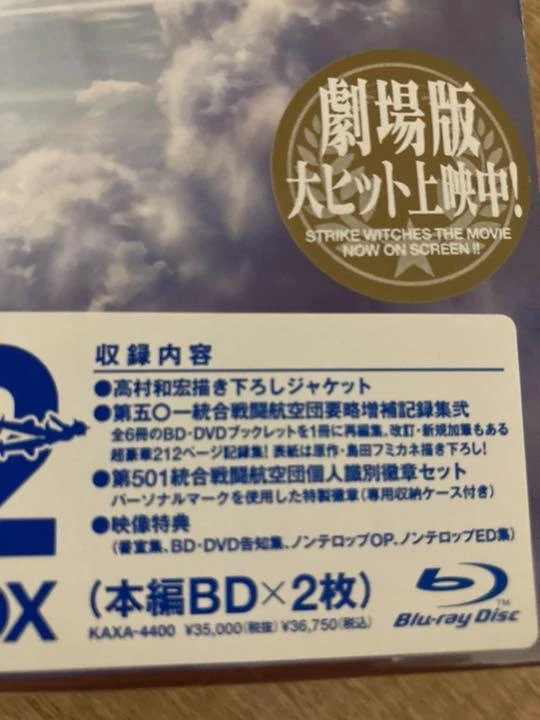 劇場版
大ヒット上映中!
STRIKE WITCHES THE MOVIE
NOW ON SCREEN !!
2
収録内容
●高村和宏描き下ろしジャケット
●第五〇一統合戦闘航空団要略増補記録集弐
全6冊のBD・DVDブックレットを1冊に再編集、改訂・新規加筆もある
超豪華212ページ記録集!表紙は原作・島田フミカネ描き下ろし!
●第501統合戦闘航空団個人識別徽章セット
パーソナルマークを使用した特製徽章(専用収納ケース付き)
●映像特典
(番宣集、BD・DVD告知集、ノンテロップOP、ノンテロップED集)
OX
(本編BD×2枚)
KAXA-4400 ¥35,000(税抜) ¥36,750(税込)
Blu-ray Disc™